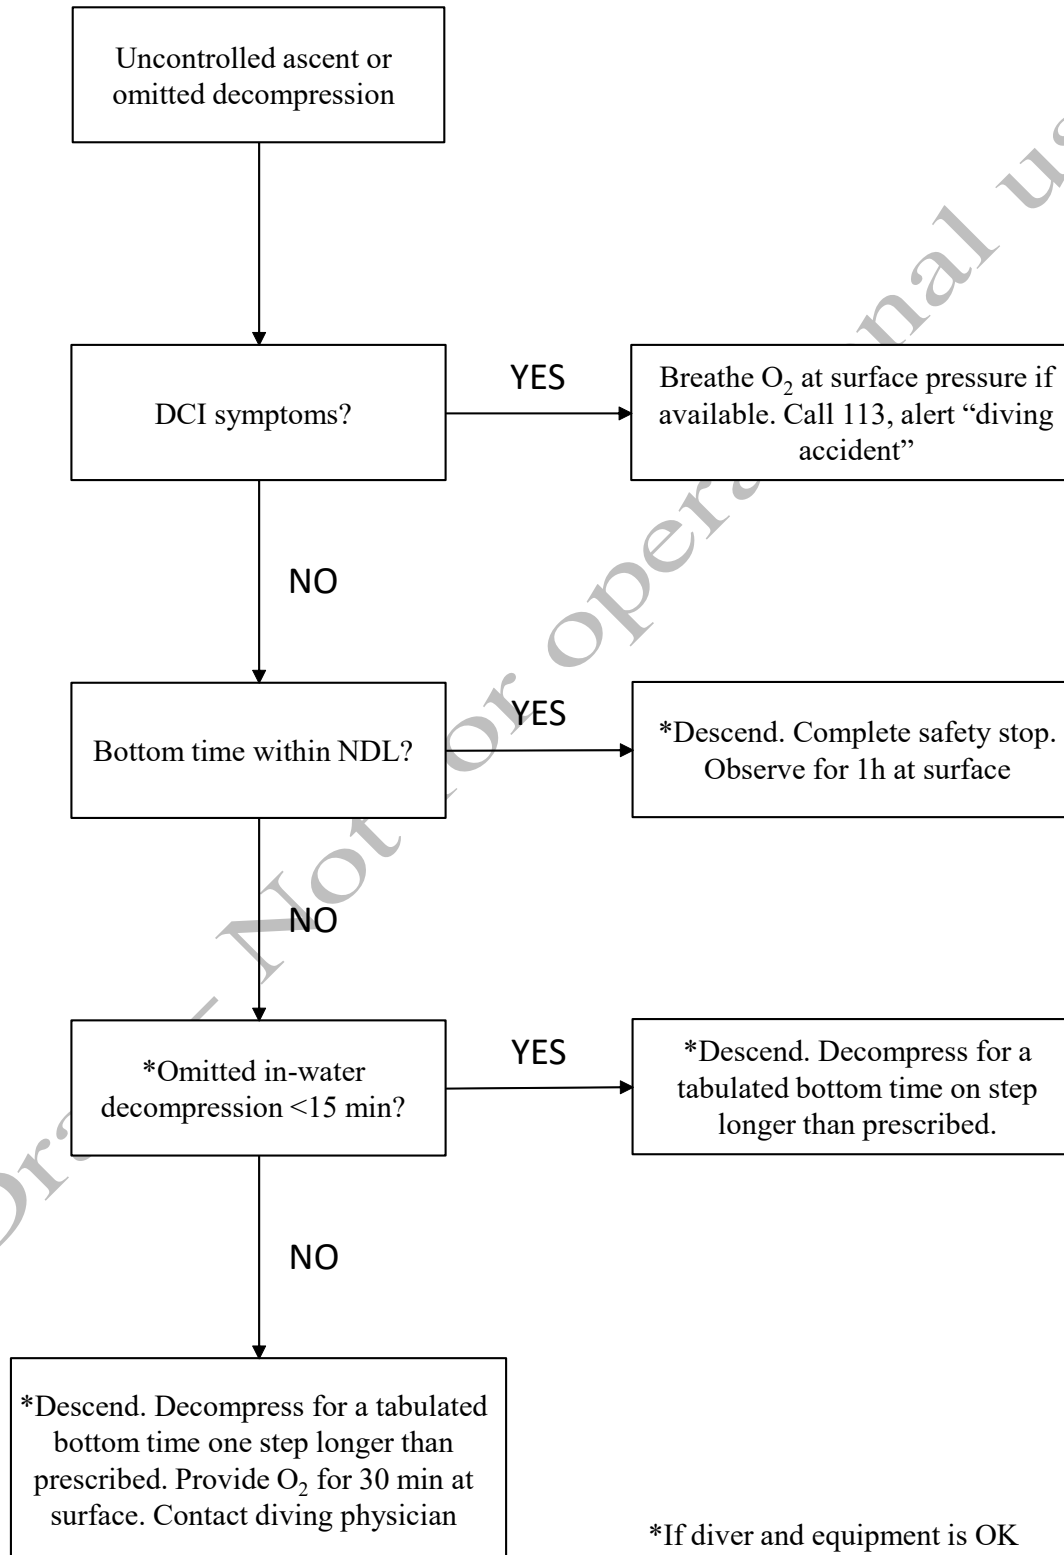 Uncontrolled ascent or
omitted decompression
DCI symptoms?
YES
Breathe O₂ at surface pressure if
available. Call 113, alert “diving
accident”
NO
Bottom time within NDL?
YES
*Descend. Complete safety stop.
Observe for 1h at surface
NO
*Omitted in-water
decompression <15 min?
YES
*Descend. Decompress for a
tabulated bottom time on step
longer than prescribed.
NO
*Descend. Decompress for a tabulated
bottom time one step longer than
prescribed. Provide O₂ for 30 min at
surface. Contact diving physician
*If diver and equipment is OK
– Not for